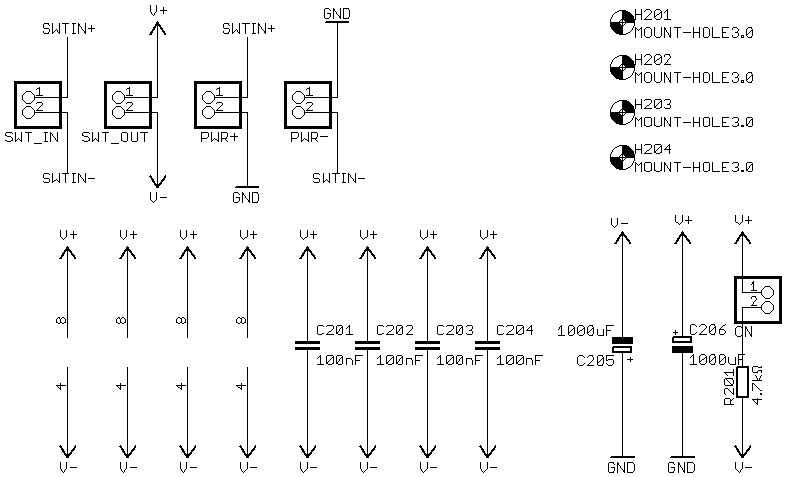 V+
GND
SWTIN+
SWTIN+
1
2
1
2
1
2
1
2
SWT_IN
SWT_OUT
PWR+
PWR-
SWTIN-
SWTIN-
V-
GND
H201
MOUNT-HOLE3.0
H202
MOUNT-HOLE3.0
H203
MOUNT-HOLE3.0
H204
MOUNT-HOLE3.0
V+
V+
V+
V+
V+
V+
V+
V+
V-
V+
V+
8
8
8
8
4
4
4
4
C201
100nF
C202
100nF
C203
100nF
C204
100nF
1000uF
C205
+
+
C206
1000uF
1
2
ON
R201
4.7kΩ
V-
V-
V-
V-
V-
V-
V-
V-
GND
GND
V-